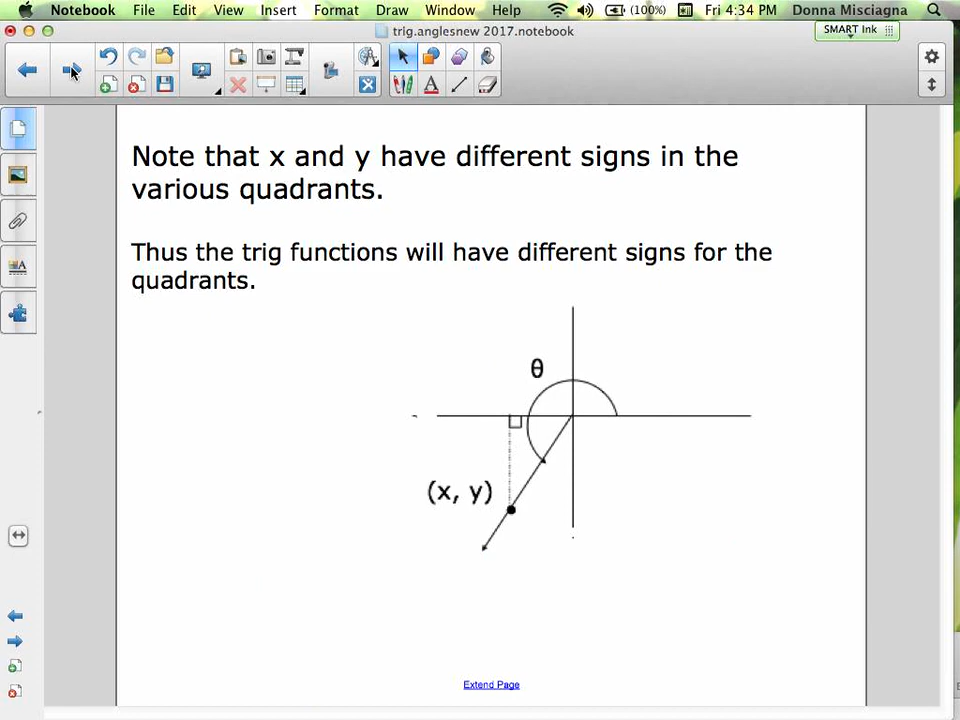 Notebook File Edit View Insert Format Draw Window Help (100%) Fri 4:34 PM Donna Misciagna
trig.anglesnew 2017.notebook
SMART Ink
Note that x and y have different signs in the
various quadrants.
Thus the trig functions will have different signs for the
quadrants.
θ
(x, y)
Extend Page